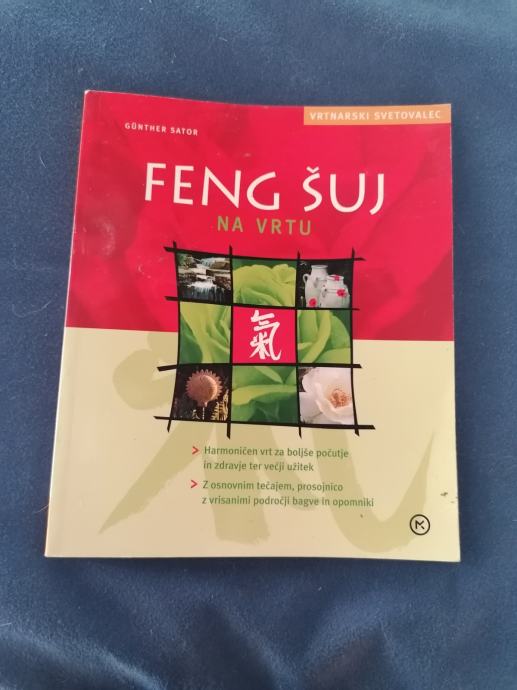 VRTNARSKI SVETOVALEC
GÜNTHER SATOR
FENG ŠUJ
NA VRTU
氣
> Harmoničen vrt za boljše počutje
in zdravje ter večji užitek
> Z osnovnim tečajem, prosojnico
z vrisanimi področji bagve in opomniki